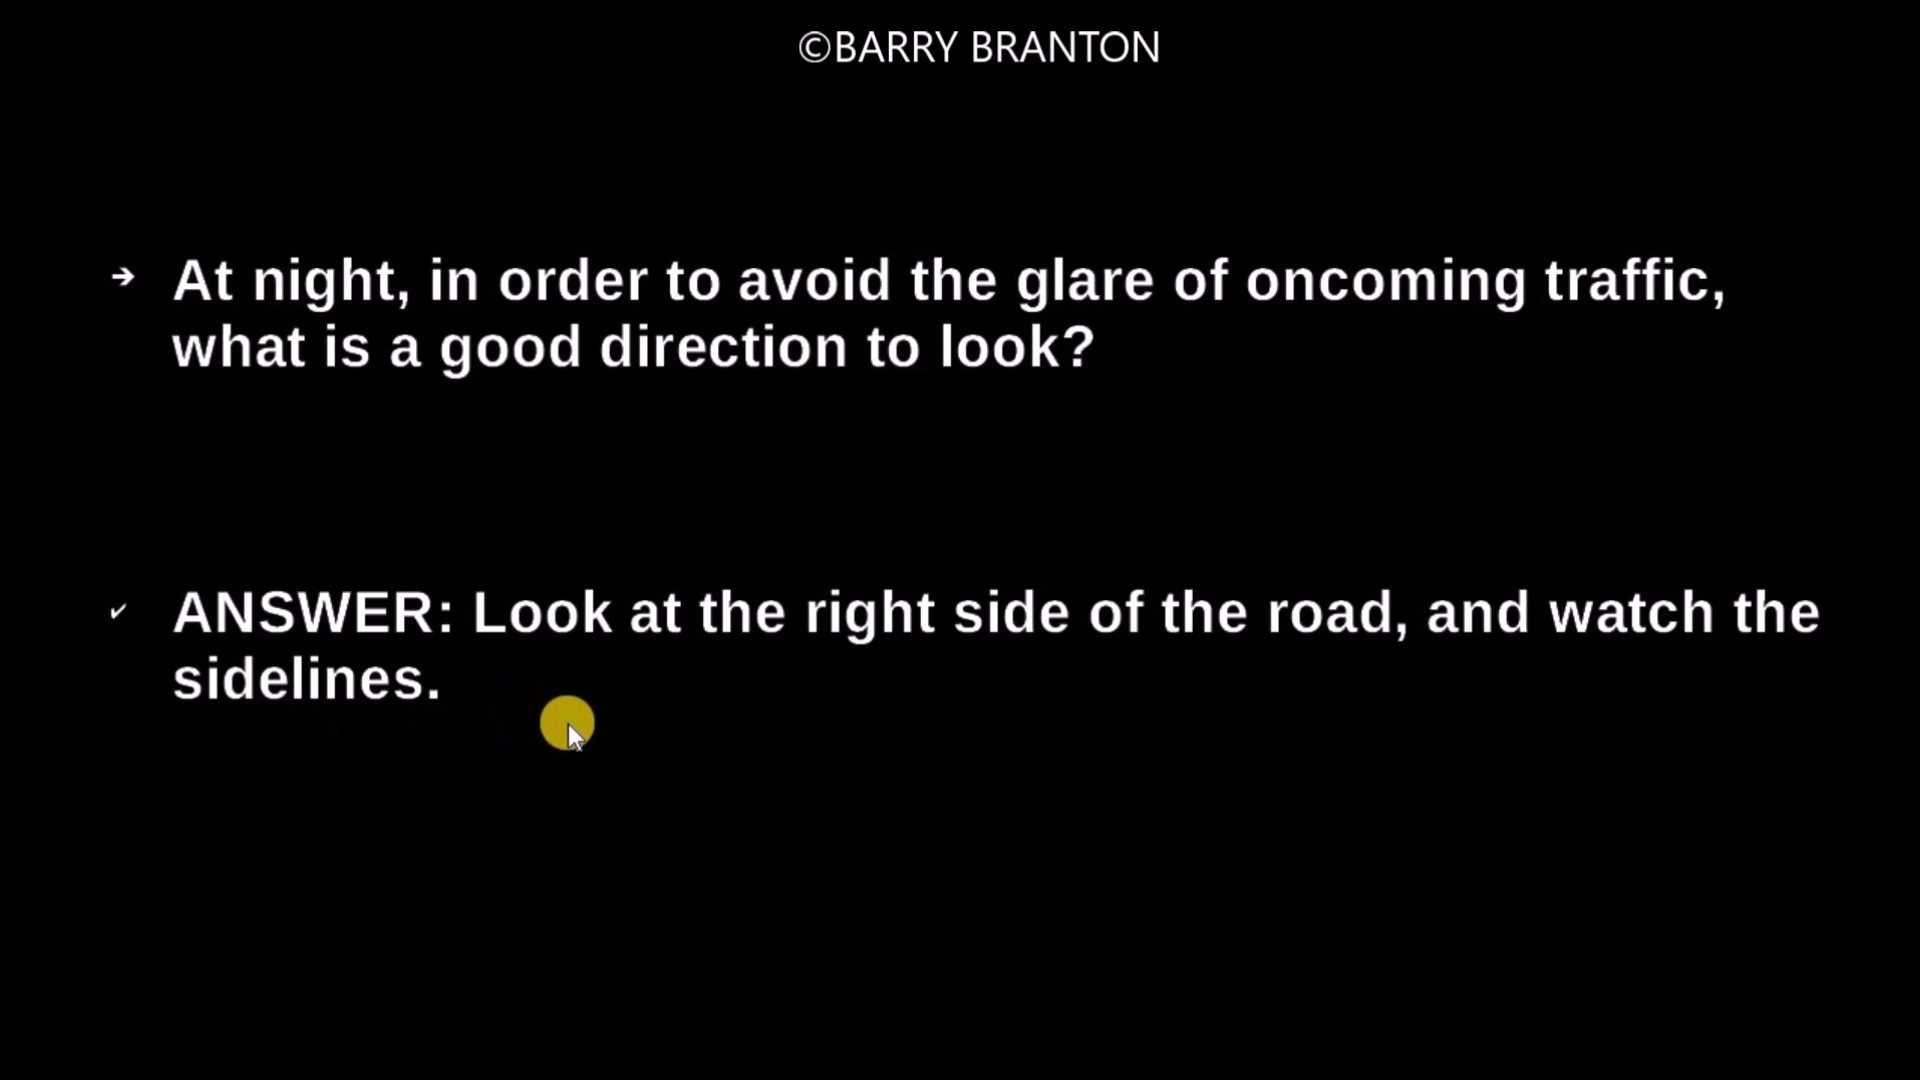 ©BARRY BRANTON
➔ At night, in order to avoid the glare of oncoming traffic,
what is a good direction to look?
✔ ANSWER: Look at the right side of the road, and watch the
sidelines.